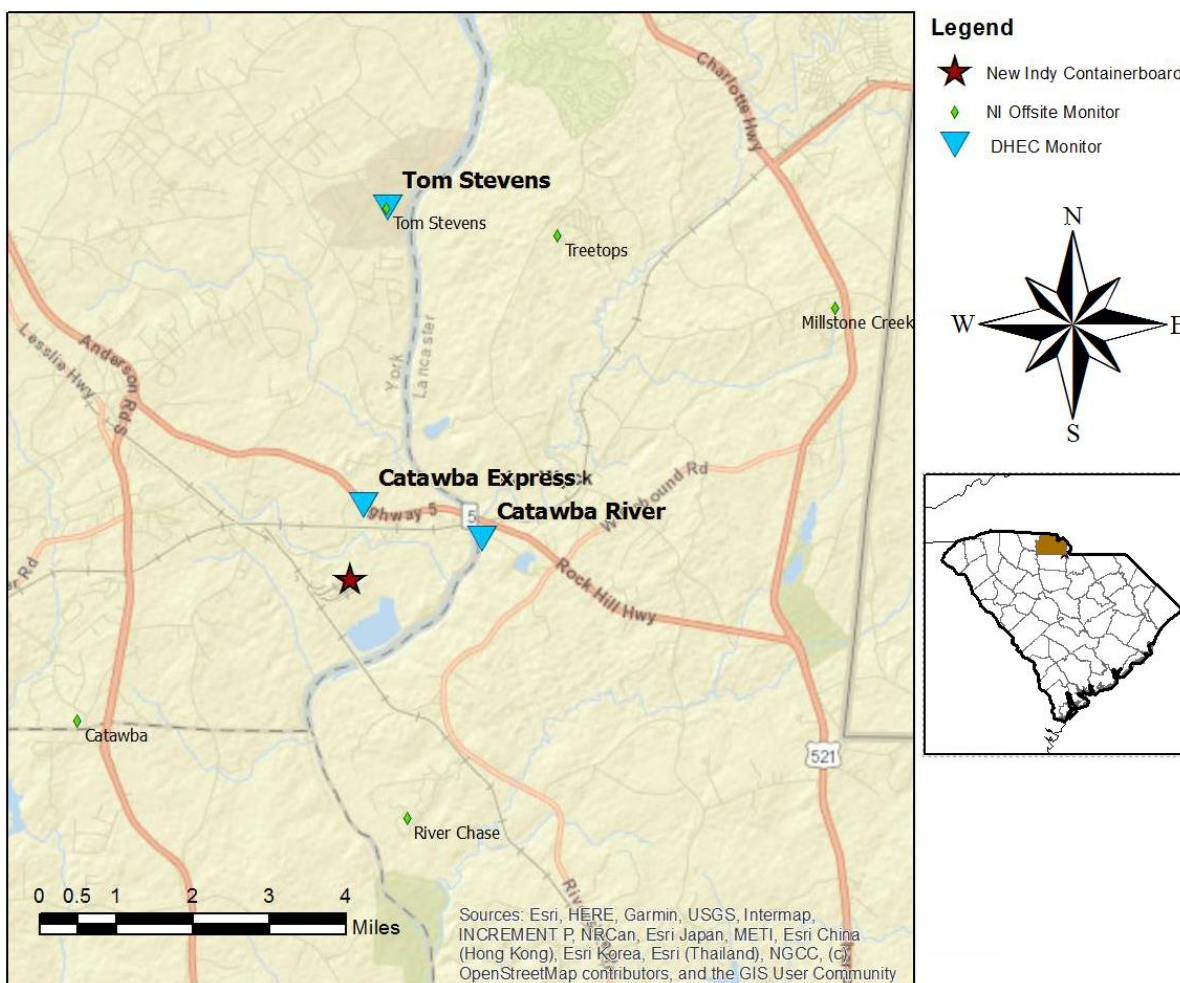 Legend
New Indy Containerboard
NI Offsite Monitor
DHEC Monitor
N
W
E
S
Charlotte Hwy
Tom Stevens
Tom Stevens
Treetops
Millstone Creek
York
Lancaster
Anderson Rd S
Lesslie Hwy
Catawba Express
Highway 5
5
Catawba River
Rock Hill Hwy
Catawba
521
River Chase
0 0.5 1 2 3 4
Miles
Sources: Esri, HERE, Garmin, USGS, Intermap,
INCREMENT P, NRCan, Esri Japan, METI, Esri China
(Hong Kong), Esri Korea, Esri (Thailand), NGCC, (c)
OpenStreetMap contributors, and the GIS User Community